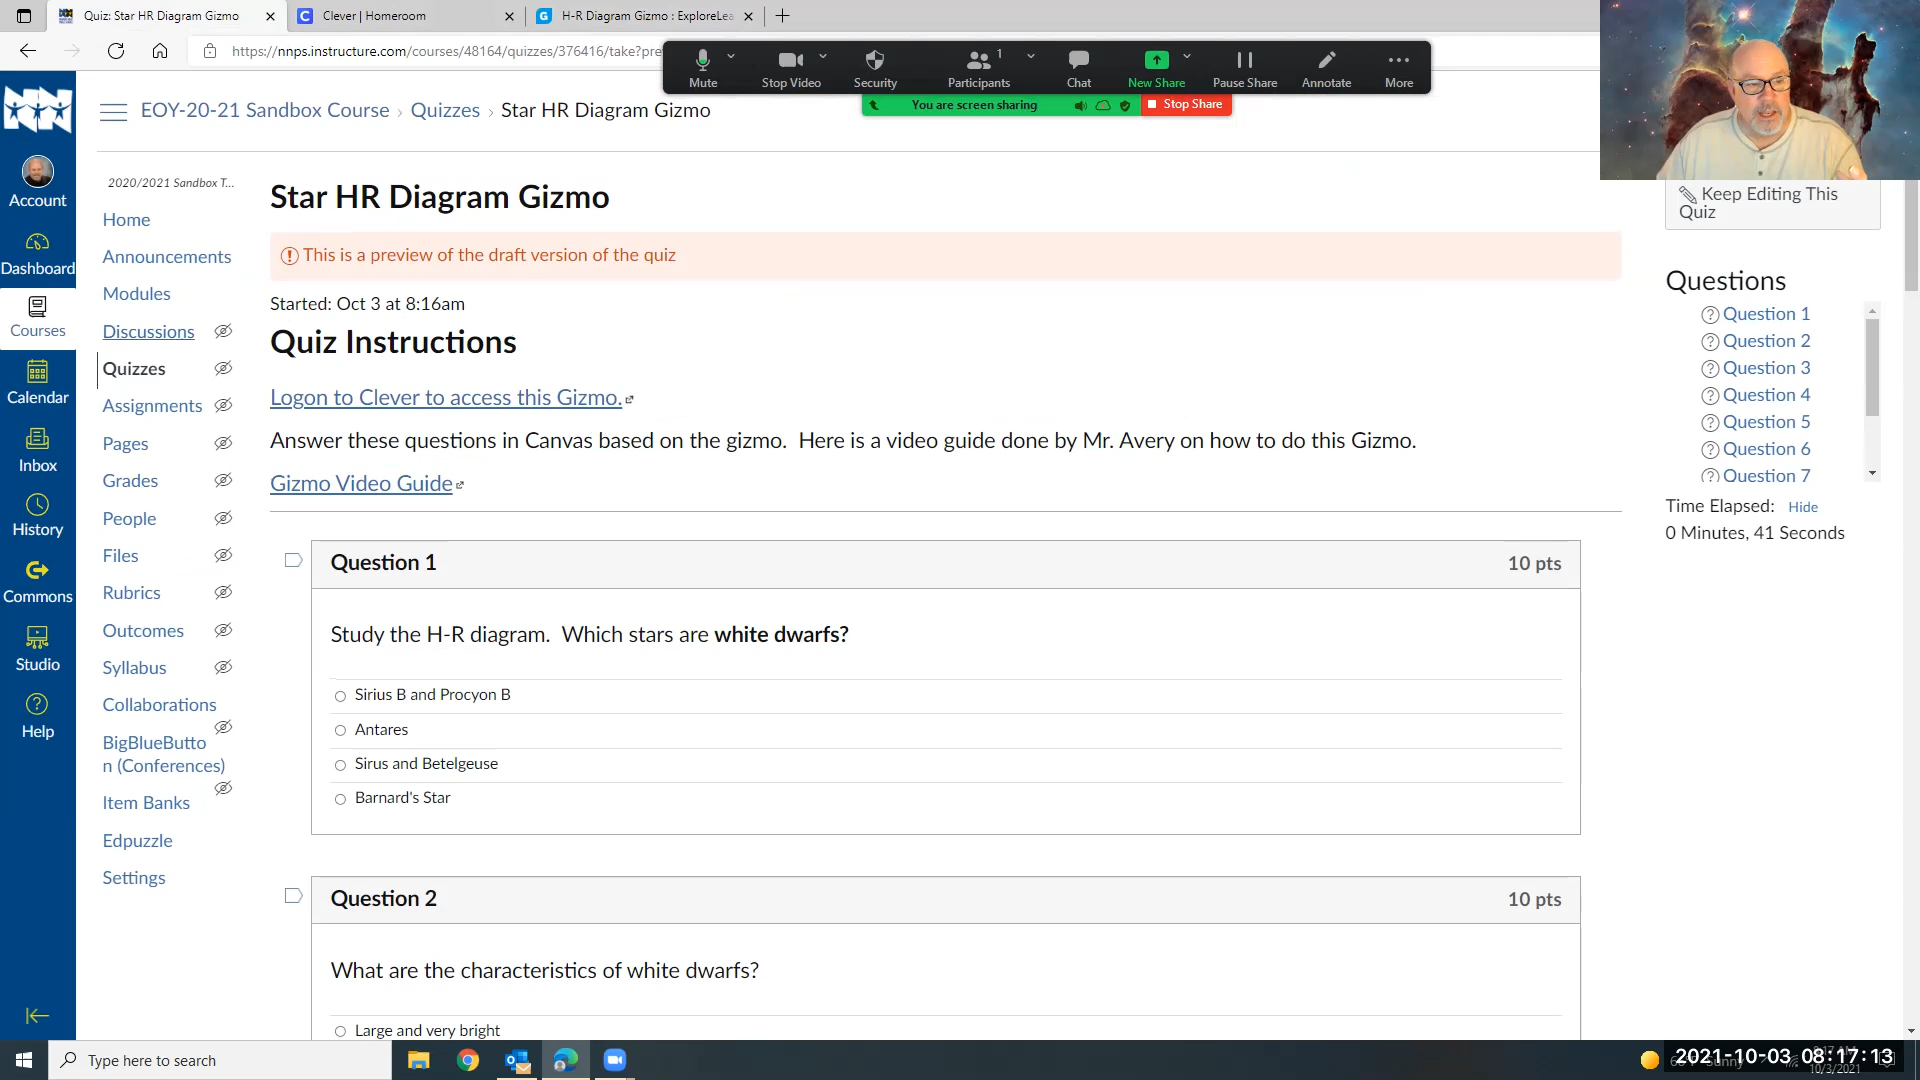 Quiz: Star HR Diagram Gizmo
Clever | Homeroom
H-R Diagram Gizmo : ExploreLea
https://nnps.instructure.com/courses/48164/quizzes/376416/take?pre
Mute
Stop Video
Security
1
Participants
Chat
New Share
Pause Share
Annotate
More
You are screen sharing
Stop Share
EOY-20-21 Sandbox Course › Quizzes › Star HR Diagram Gizmo
Account
Dashboard
Courses
Calendar
Inbox
History
Commons
Studio
Help
2020/2021 Sandbox T...
Home
Announcements
Modules
Discussions
Quizzes
Assignments
Pages
Grades
People
Files
Rubrics
Outcomes
Syllabus
Collaborations
BigBlueButto
n (Conferences)
Item Banks
Edpuzzle
Settings
Star HR Diagram Gizmo
This is a preview of the draft version of the quiz
Started: Oct 3 at 8:16am
Quiz Instructions
Logon to Clever to access this Gizmo.
Answer these questions in Canvas based on the gizmo. Here is a video guide done by Mr. Avery on how to do this Gizmo.
Gizmo Video Guide
Question 1
10 pts
Study the H-R diagram. Which stars are white dwarfs?
Sirius B and Procyon B
Antares
Sirus and Betelgeuse
Barnard's Star
Question 2
10 pts
What are the characteristics of white dwarfs?
Large and very bright
Keep Editing This
Quiz
Questions
Question 1
Question 2
Question 3
Question 4
Question 5
Question 6
Question 7
Time Elapsed: Hide
0 Minutes, 41 Seconds
Type here to search
2021-10-03 08:17:13
10/3/2021